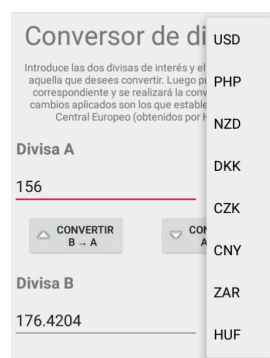 Conversor de di
Introduce las dos divisas de interés y el
aquella que desees convertir. Luego pu
correspondiente y se realizará la conv
cambios aplicados son los que estable
Central Europeo (obtenidos por H
Divisa A
156
CONVERTIR
B → A
CON
A
Divisa B
176.4204
USD
PHP
NZD
DKK
CZK
CNY
ZAR
HUF